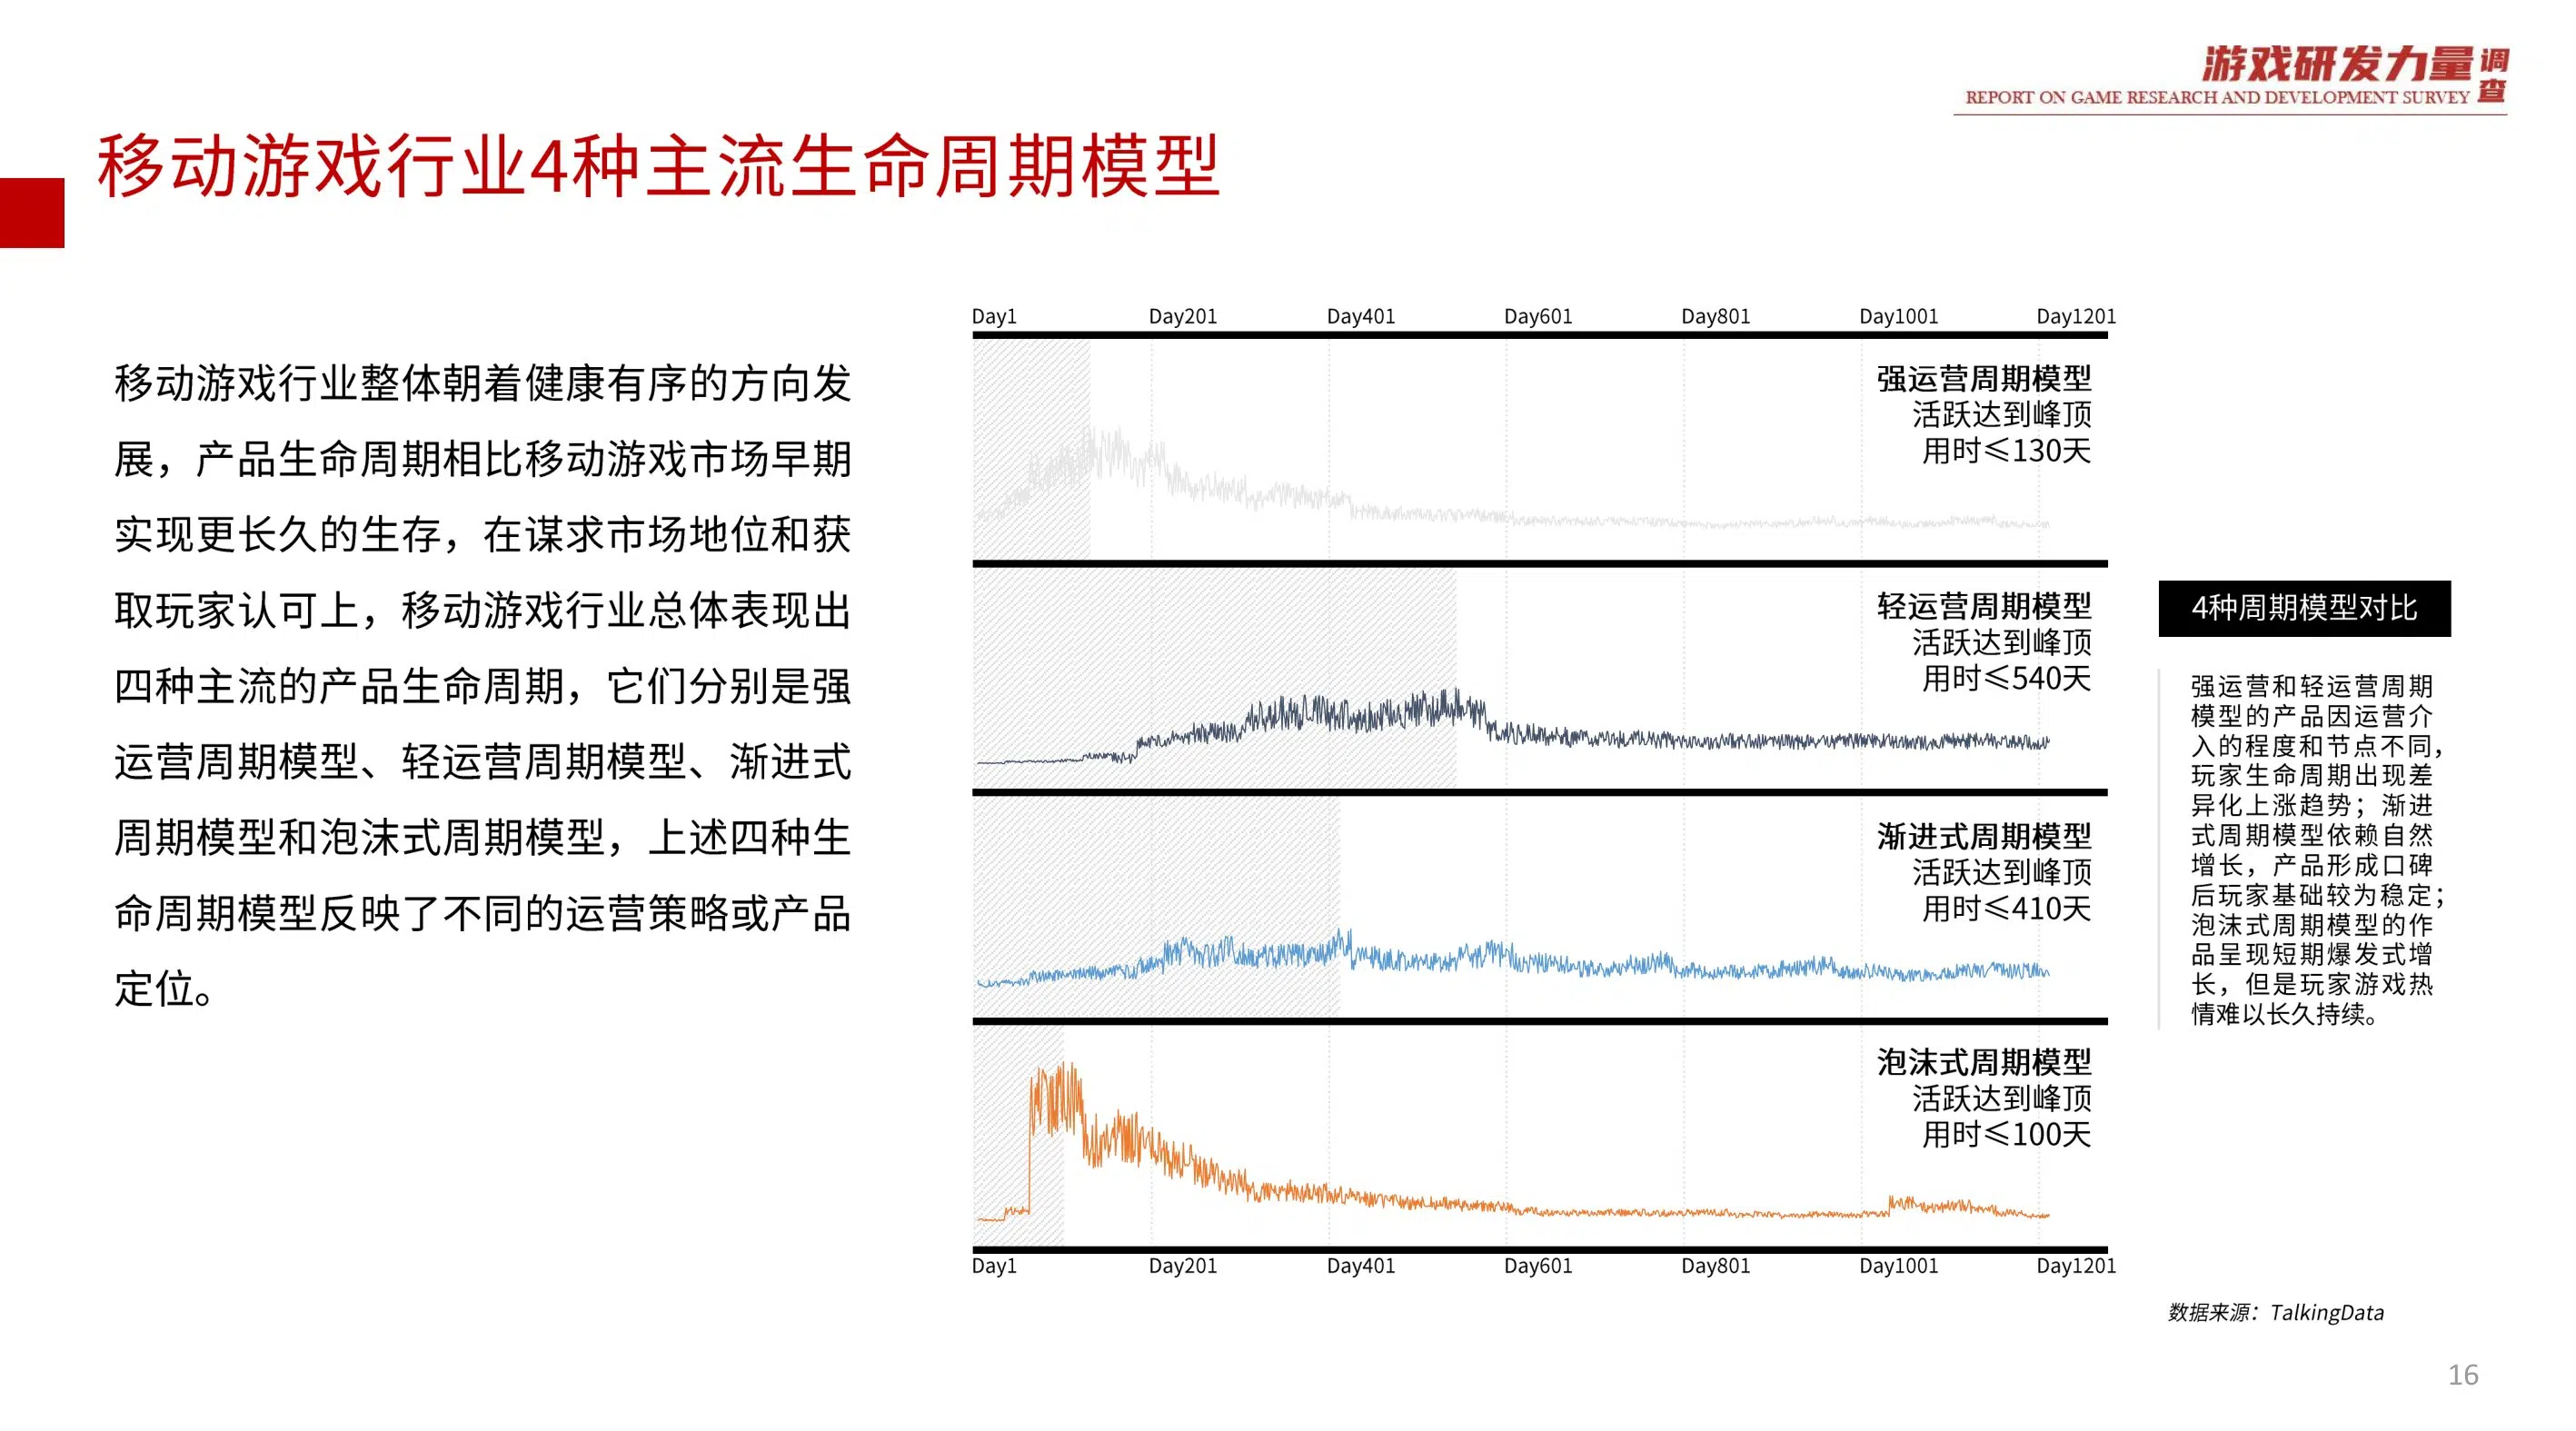 游戏研发力量调查
REPORT ON GAME RESEARCH AND DEVELOPMENT SURVEY
移动游戏行业4种主流生命周期模型
移动游戏行业整体朝着健康有序的方向发
展，产品生命周期相比移动游戏市场早期
实现更长久的生存，在谋求市场地位和获
取玩家认可上，移动游戏行业总体表现出
四种主流的产品生命周期，它们分别是强
运营周期模型、轻运营周期模型、渐进式
周期模型和泡沫式周期模型，上述四种生
命周期模型反映了不同的运营策略或产品
定位。
Day1 Day201 Day401 Day601 Day801 Day1001 Day1201
强运营周期模型
活跃达到峰顶
用时≤130天
轻运营周期模型
活跃达到峰顶
用时≤540天
渐进式周期模型
活跃达到峰顶
用时≤410天
泡沫式周期模型
活跃达到峰顶
用时≤100天
Day1 Day201 Day401 Day601 Day801 Day1001 Day1201
4种周期模型对比
强运营和轻运营周期
模型的产品因运营介
入的程度和节点不同，
玩家生命周期出现差
异化上涨趋势；渐进
式周期模型依赖自然
增长，产品形成口碑
后玩家基础较为稳定；
泡沫式周期模型的作
品呈现短期爆发式增
长，但是玩家游戏热
情难以长久持续。
数据来源：TalkingData
16